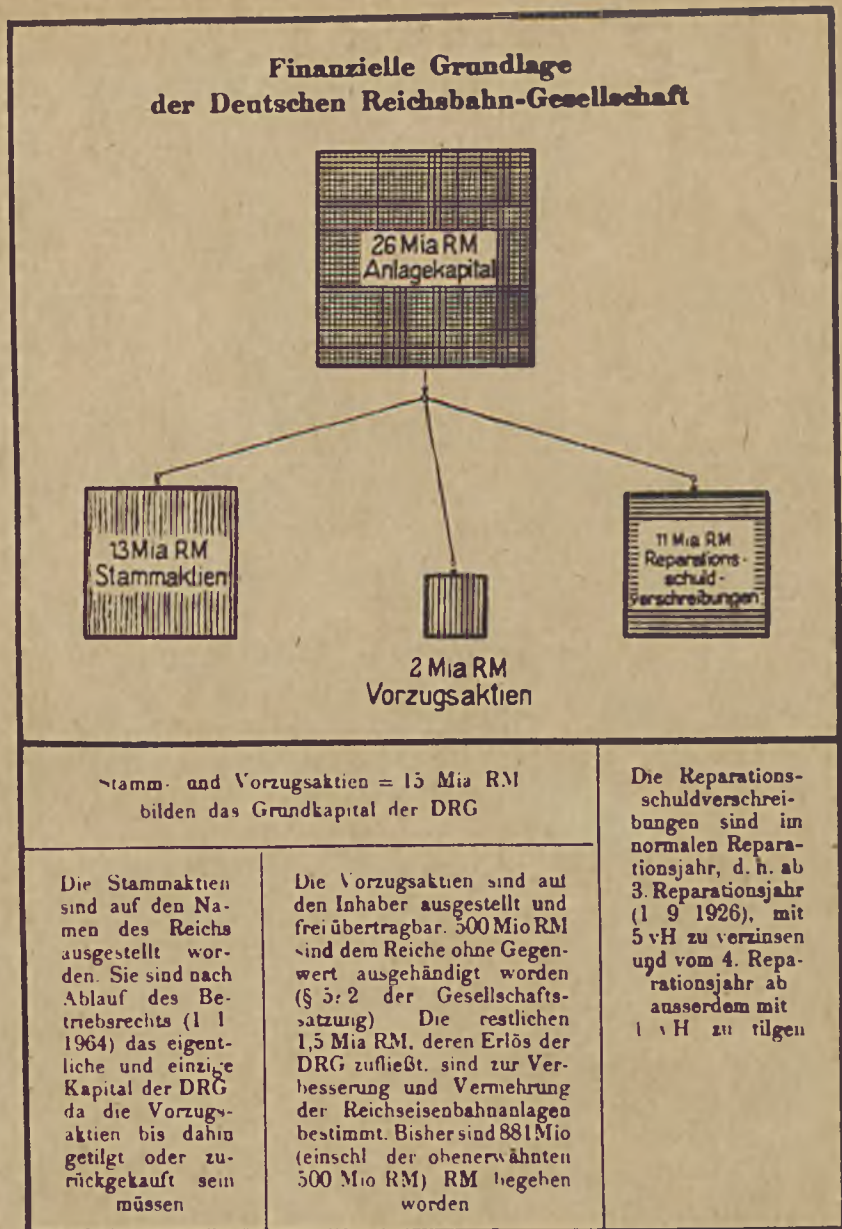 Finanzielle Grundlage
der Deutschen Reichsbahn-Gesellschaft
26 Mia RM
Anlagekapital
13 Mia RM
Stammaktien
2 Mia RM
Vorzugsaktien
11 Mia RM
Reparations-
schuld-
verschreibungen
Stamm- und Vorzugsaktien = 15 Mia RM
bilden das Grundkapital der DRG
Die Stammaktien
sind auf den Na-
men des Reichs
ausgestellt wor-
den. Sie sind nach
Ablauf des Be-
triebsrechts (1 1
1964) das eigent-
liche und einzige
Kapital der DRG
da die Vorzugs-
aktien bis dahin
getilgt oder zu-
rückgekauft sein
müssen
Die Vorzugsaktien sind auf
den Inhaber ausgestellt und
frei übertragbar. 500 Mio RM
sind dem Reiche ohne Gegen-
wert ausgehändigt worden
(§ 5: 2 der Gesellschafts-
satzung) Die restlichen
1,5 Mia RM, deren Erlös der
DRG zufließt, sind zur Ver-
besserung und Vermehrung
der Reichseisenbahnanlagen
bestimmt. Bisher sind 881 Mio
(einschl der obenerwähnten
500 Mio RM) RM begeben
worden
Die Reparations-
schuldverschrei-
bungen sind im
normalen Repara-
tionsjahr, d. h. ab
3. Reparationsjahr
(1 9 1926), mit
5 vH zu verzinsen
und vom 4. Repa-
rationsjahr ab
ausserdem mit
1 vH zu tilgen